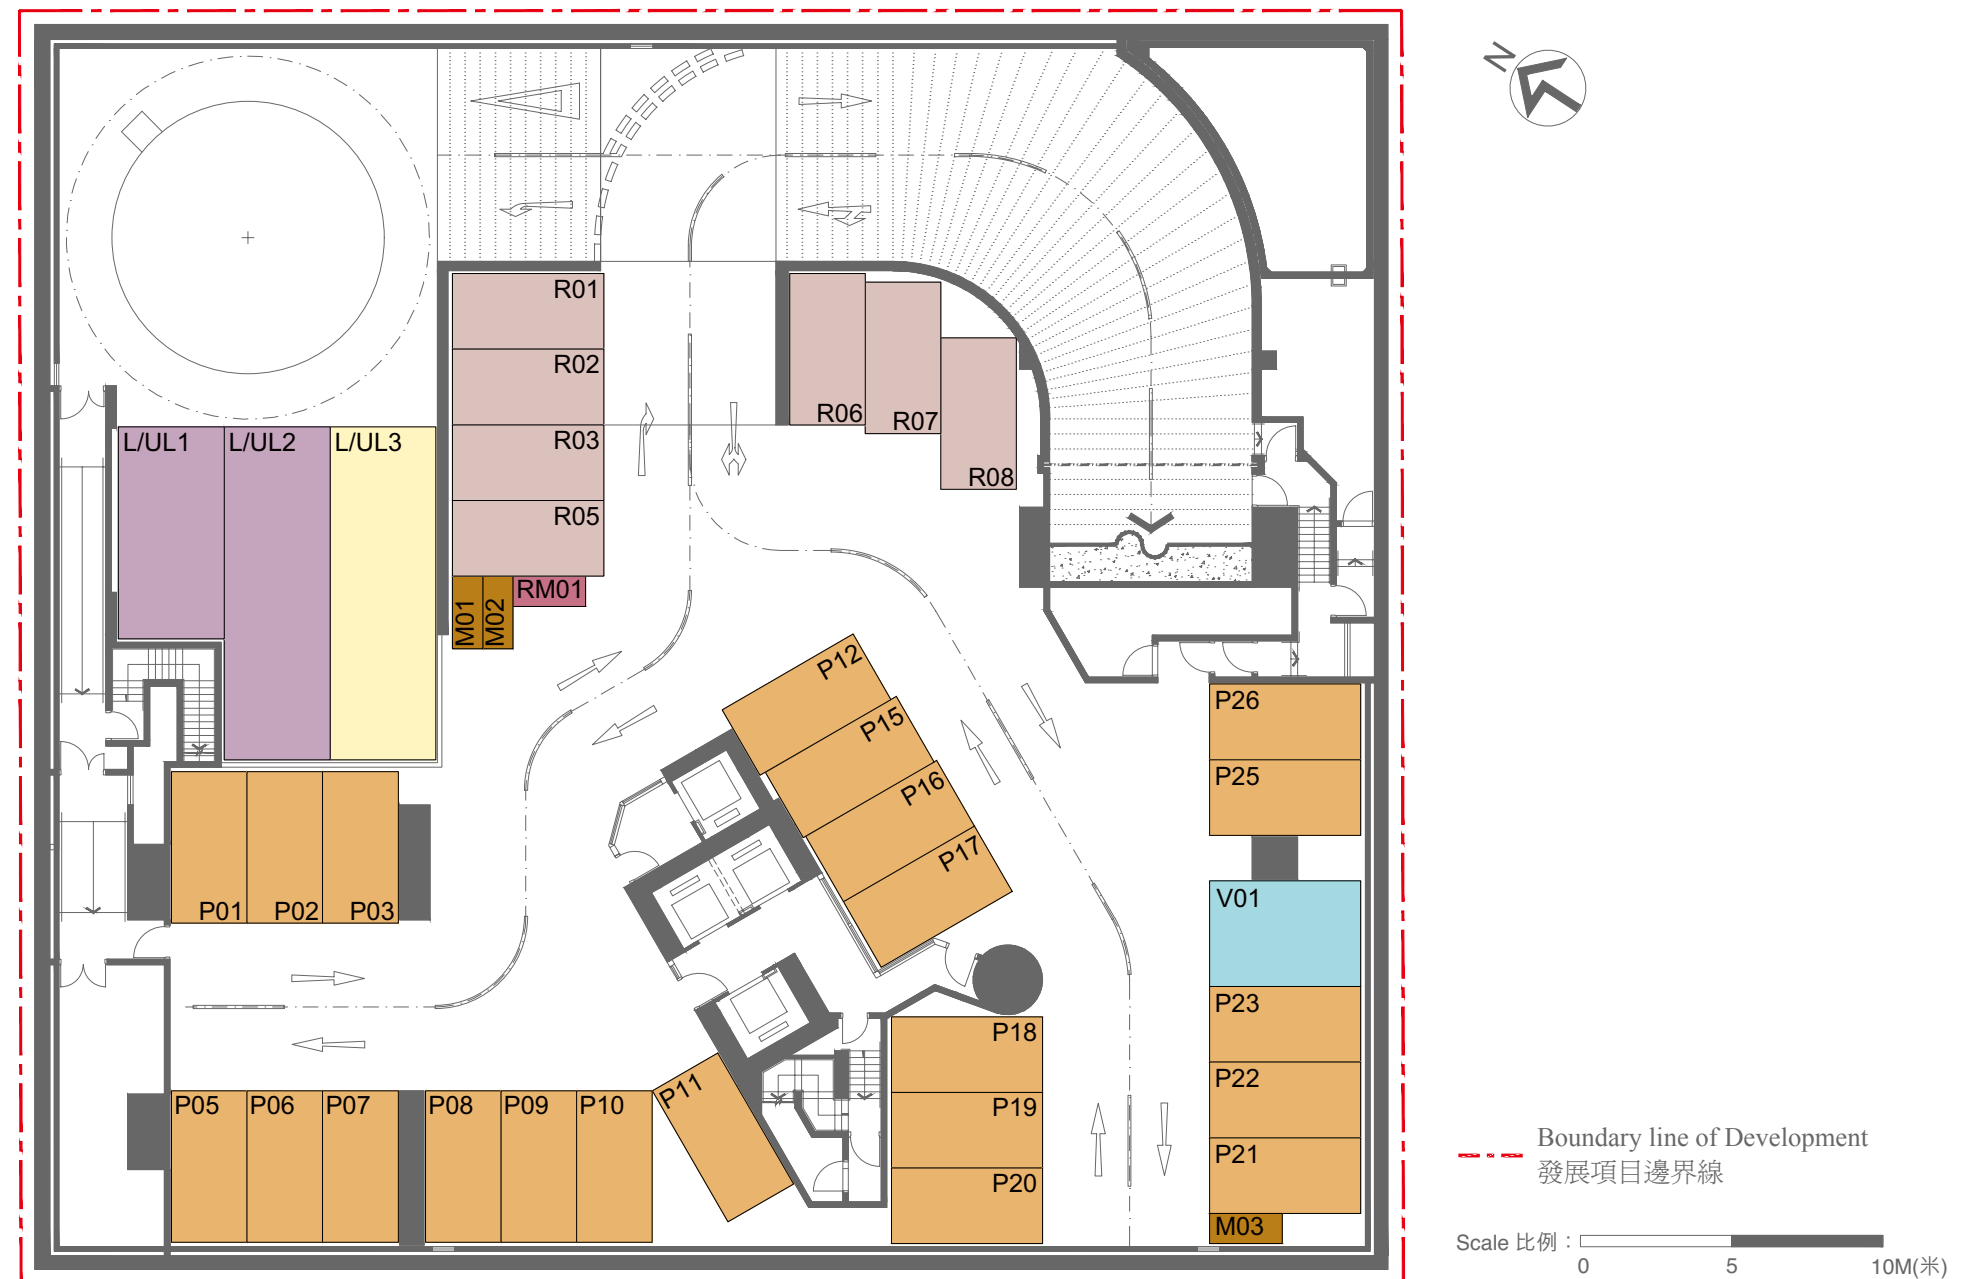 N
R01
R02
R03
R05
R06
R07
R08
L/UL1
L/UL2
L/UL3
M01
M02
RM01
P12
P15
P16
P17
P26
P25
V01
P23
P22
P21
M03
P01
P02
P03
P05
P06
P07
P08
P09
P10
P11
P18
P19
P20
Boundary line of Development
發展項目邊界線
Scale 比例 :
0 5 10M(米)